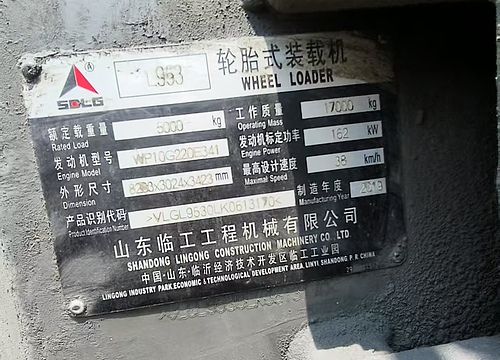 SDLG
L953
轮胎式装载机
WHEEL LOADER
额定载重量 5000 kg
Rated Load
工作质量 17000 kg
Operating Mass
发动机型号 WP10G220E341
Engine Model
发动机标定功率 162 kW
Engine Power
外形尺寸 mm
DIMENSION
最高设计速度 38 km/h
Maximal Speed
产品识别代码
Product Identification Number
制造年度 2019
Manufacturing Year
山东临工工程机械有限公司
SHANDONG LINGONG CONSTRUCTION MACHINERY CO., LTD
中国·山东·临沂经济技术开发区临工工业园
LINGONG INDUSTRY PARK ECONOMIC & TECHNOLOGICAL DEVELOPMENT AREA LINYI SHANDONG P. R. CHINA